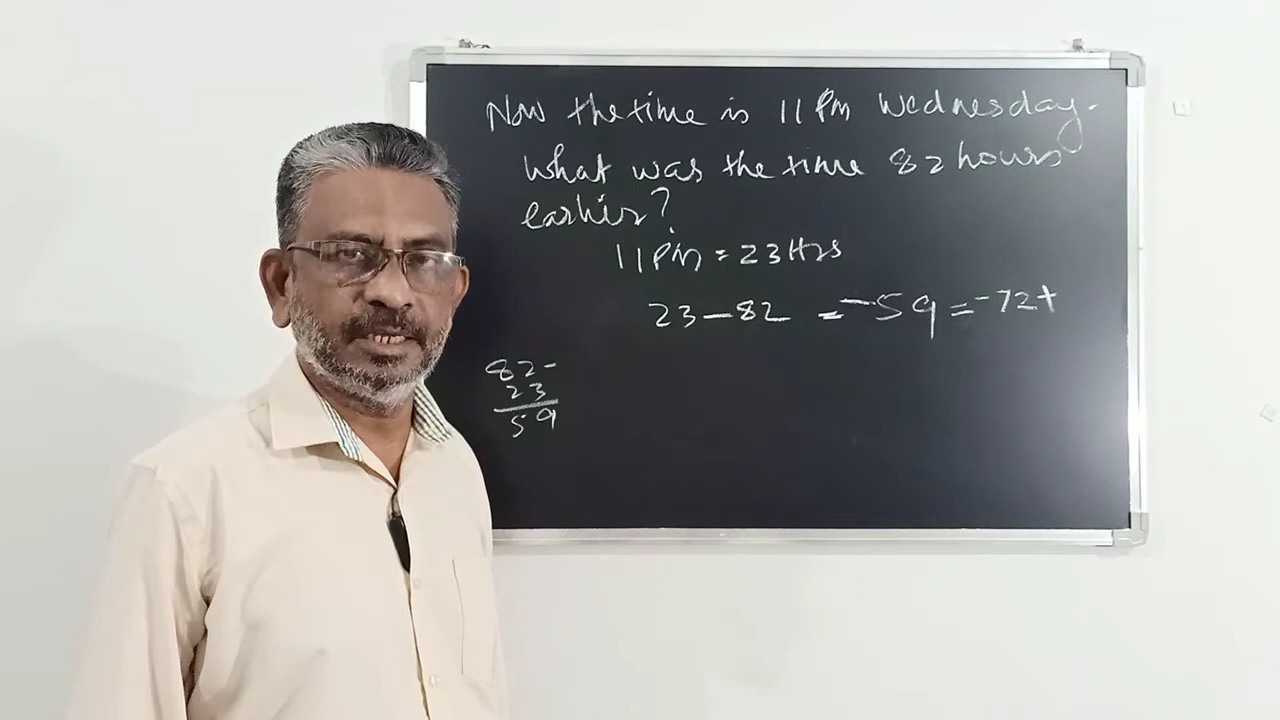 Now the time is 11 Pm Wednesday.
What was the time 82 hours
earlier?
11 PM = 23 Hrs
23 - 82 = -59 = -72+
82-
23
59